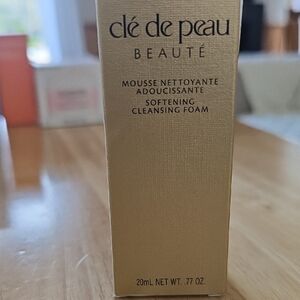 clé de peau
BEAUTÉ
MOUSSE NETTOYANTE
ADOUCISSANTE
SOFTENING
CLEANSING FOAM
20mL NET WT. .77 OZ.